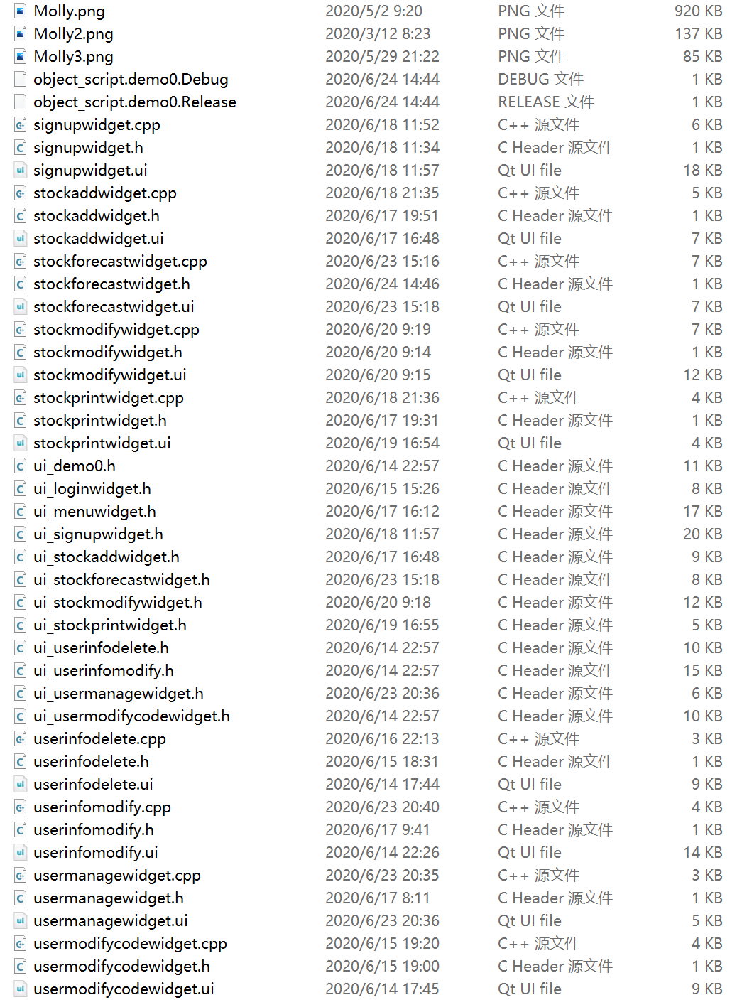 Molly.png 2020/5/2 9:20 PNG 文件 920 KB
Molly2.png 2020/3/12 8:23 PNG 文件 137 KB
Molly3.png 2020/5/29 21:22 PNG 文件 85 KB
object_script.demo0.Debug 2020/6/24 14:44 DEBUG 文件 1 KB
object_script.demo0.Release 2020/6/24 14:44 RELEASE 文件 1 KB
signupwidget.cpp 2020/6/18 11:52 C++ 源文件 6 KB
signupwidget.h 2020/6/18 11:34 C Header 源文件 1 KB
signupwidget.ui 2020/6/18 11:57 Qt UI file 18 KB
stockaddwidget.cpp 2020/6/18 21:35 C++ 源文件 5 KB
stockaddwidget.h 2020/6/17 19:51 C Header 源文件 1 KB
stockaddwidget.ui 2020/6/17 16:48 Qt UI file 7 KB
stockforecastwidget.cpp 2020/6/23 15:16 C++ 源文件 7 KB
stockforecastwidget.h 2020/6/24 14:46 C Header 源文件 1 KB
stockforecastwidget.ui 2020/6/23 15:18 Qt UI file 7 KB
stockmodifywidget.cpp 2020/6/20 9:19 C++ 源文件 7 KB
stockmodifywidget.h 2020/6/20 9:14 C Header 源文件 1 KB
stockmodifywidget.ui 2020/6/20 9:15 Qt UI file 12 KB
stockprintwidget.cpp 2020/6/18 21:36 C++ 源文件 4 KB
stockprintwidget.h 2020/6/17 19:31 C Header 源文件 1 KB
stockprintwidget.ui 2020/6/19 16:54 Qt UI file 4 KB
ui_demo0.h 2020/6/14 22:57 C Header 源文件 11 KB
ui_loginwidget.h 2020/6/15 15:26 C Header 源文件 8 KB
ui_menuwidget.h 2020/6/17 16:12 C Header 源文件 17 KB
ui_signupwidget.h 2020/6/18 11:57 C Header 源文件 20 KB
ui_stockaddwidget.h 2020/6/17 16:48 C Header 源文件 9 KB
ui_stockforecastwidget.h 2020/6/23 15:18 C Header 源文件 8 KB
ui_stockmodifywidget.h 2020/6/20 9:18 C Header 源文件 12 KB
ui_stockprintwidget.h 2020/6/19 16:55 C Header 源文件 5 KB
ui_userinfodelete.h 2020/6/14 22:57 C Header 源文件 10 KB
ui_userinfomodify.h 2020/6/14 22:57 C Header 源文件 15 KB
ui_usermanagewidget.h 2020/6/23 20:36 C Header 源文件 6 KB
ui_usermodifycodewidget.h 2020/6/14 22:57 C Header 源文件 10 KB
userinfodelete.cpp 2020/6/16 22:13 C++ 源文件 3 KB
userinfodelete.h 2020/6/15 18:31 C Header 源文件 1 KB
userinfodelete.ui 2020/6/14 17:44 Qt UI file 9 KB
userinfomodify.cpp 2020/6/23 20:40 C++ 源文件 4 KB
userinfomodify.h 2020/6/17 9:41 C Header 源文件 1 KB
userinfomodify.ui 2020/6/14 22:26 Qt UI file 14 KB
usermanagewidget.cpp 2020/6/23 20:35 C++ 源文件 3 KB
usermanagewidget.h 2020/6/17 8:11 C Header 源文件 1 KB
usermanagewidget.ui 2020/6/23 20:36 Qt UI file 5 KB
usermodifycodewidget.cpp 2020/6/15 19:20 C++ 源文件 4 KB
usermodifycodewidget.h 2020/6/15 19:00 C Header 源文件 1 KB
usermodifycodewidget.ui 2020/6/14 17:45 Qt UI file 9 KB